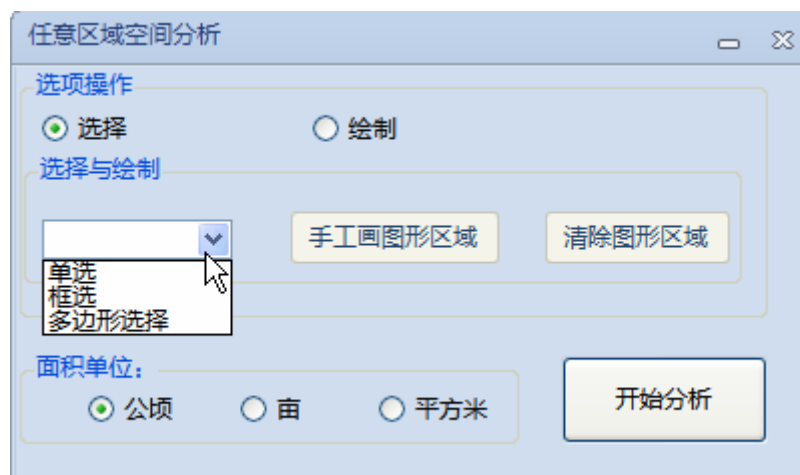 任意区域空间分析
选项操作
选择 绘制
选择与绘制
手工画图形区域 清除图形区域
单选
框选
多边形选择
面积单位：
公顷 亩 平方米 开始分析